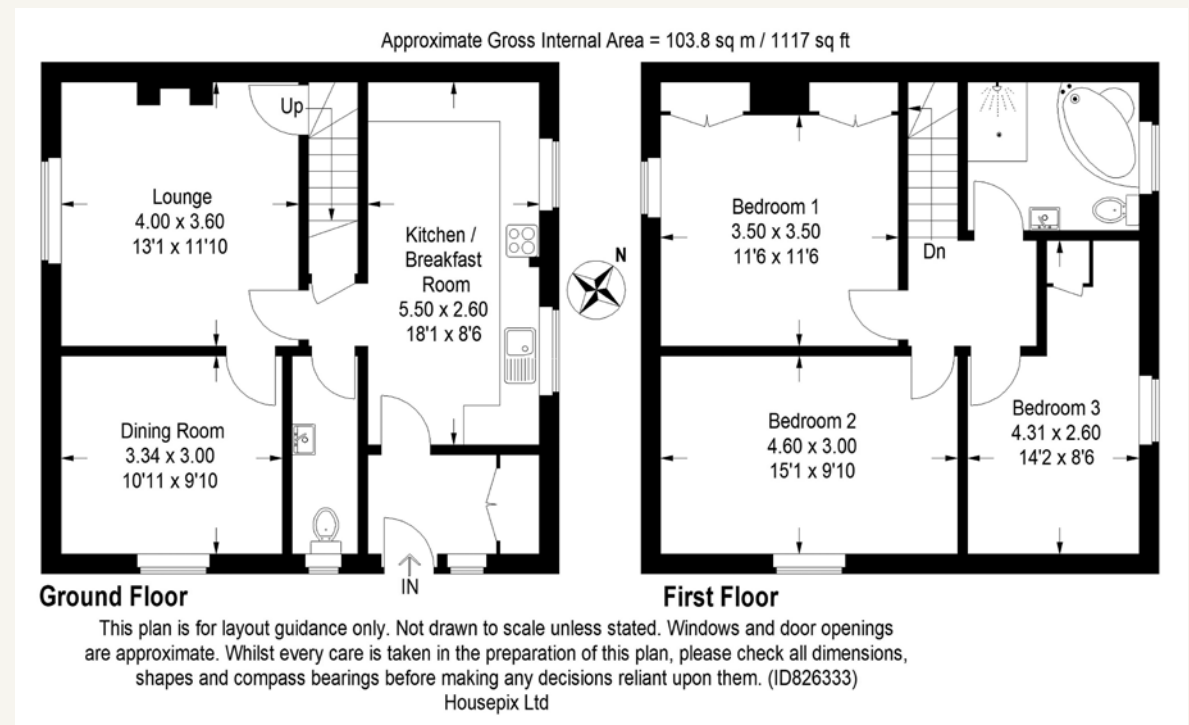 Approximate Gross Internal Area = 103.8 sq m / 1117 sq ft
Up
Lounge
4.00 x 3.60
13'1 x 11'10
Kitchen /
Breakfast
Room
5.50 x 2.60
18'1 x 8'6
Dining Room
3.34 x 3.00
10'11 x 9'10
IN
N
Bedroom 1
3.50 x 3.50
11'6 x 11'6
Dn
Bedroom 2
4.60 x 3.00
15'1 x 9'10
Bedroom 3
4.31 x 2.60
14'2 x 8'6
Ground Floor
First Floor
This plan is for layout guidance only. Not drawn to scale unless stated. Windows and door openings
are approximate. Whilst every care is taken in the preparation of this plan, please check all dimensions,
shapes and compass bearings before making any decisions reliant upon them. (ID826333)
Housepix Ltd